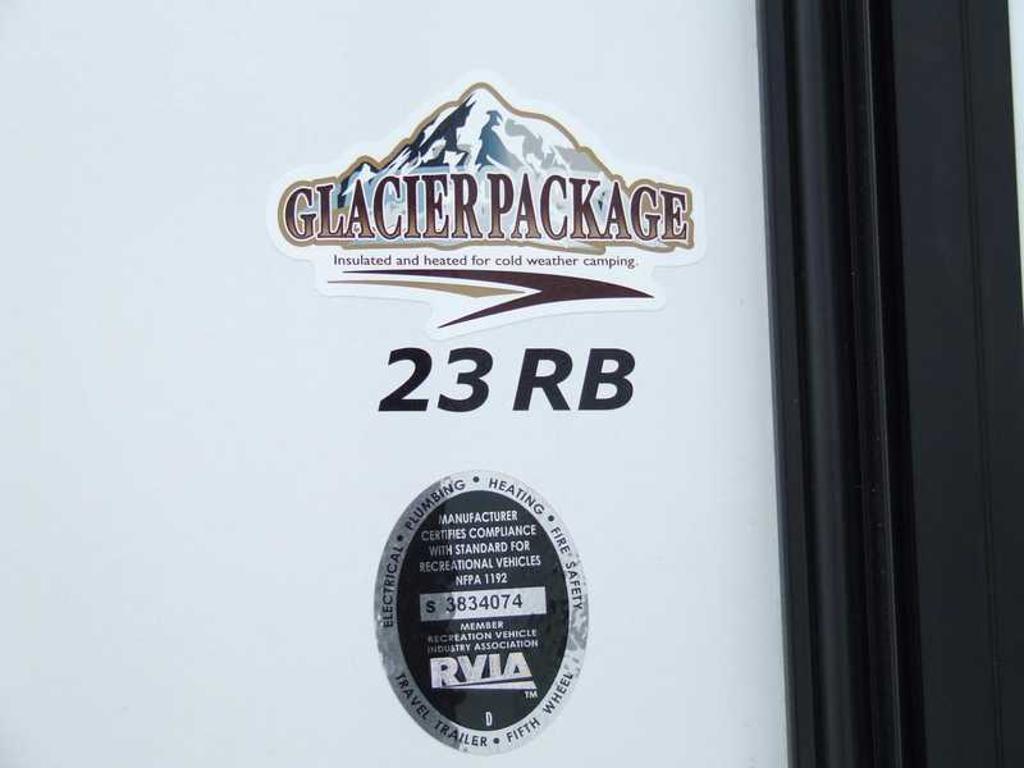 GLACIER PACKAGE
Insulated and heated for cold weather camping.
23 RB
ELECTRICAL • PLUMBING • HEATING • FIRE SAFETY
MANUFACTURER
CERTIFIES COMPLIANCE
WITH STANDARD FOR
RECREATIONAL VEHICLES
NFPA 1192
S 3834074
MEMBER
RECREATION VEHICLE
INDUSTRY ASSOCIATION
RVIA
TM
D
TRAVEL TRAILER • FIFTH WHEEL